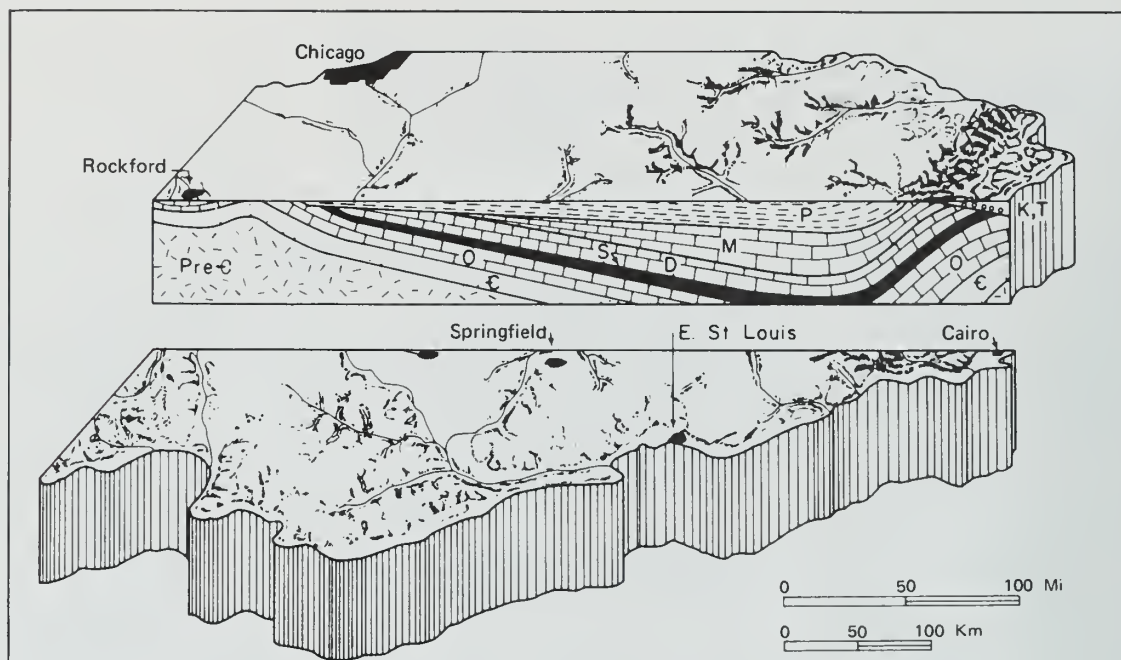 Chicago
Rockford
P
K,T
M
S
D
O
O
Pre-Є
Є
Є
Springfield
E. St Louis
Cairo
0 50 100 Mi
0 50 100 Km